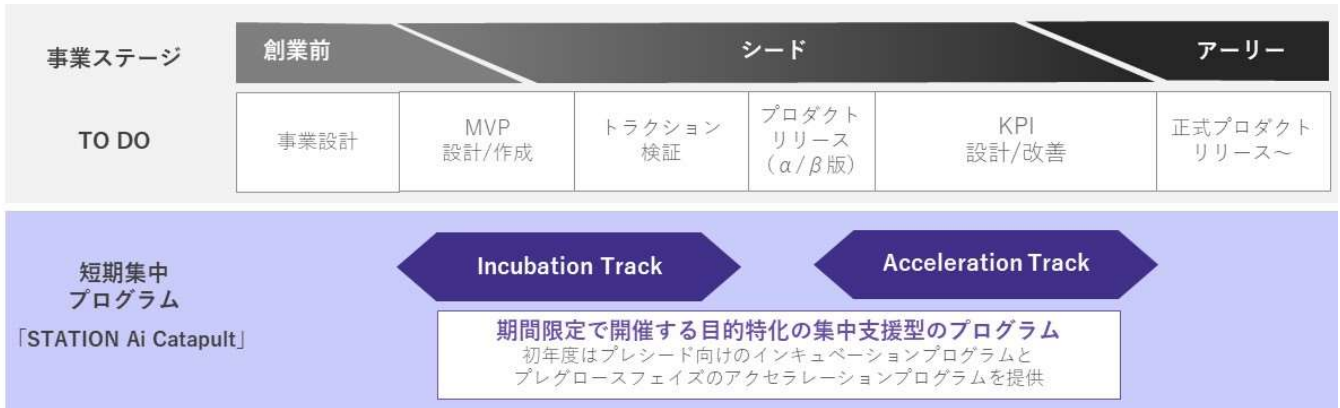 事業ステージ
創業前
シード
アーリー
TO DO
事業設計
MVP
設計/作成
トラクション
検証
プロダクト
リリース
(α/β版)
KPI
設計/改善
正式プロダクト
リリース~
短期集中
プログラム
「STATION Ai Catapult」
Incubation Track
Acceleration Track
期間限定で開催する目的特化の集中支援型のプログラム
初年度はプレシード向けのインキュベーションプログラムと
プレグロースフェイズのアクセラレーションプログラムを提供